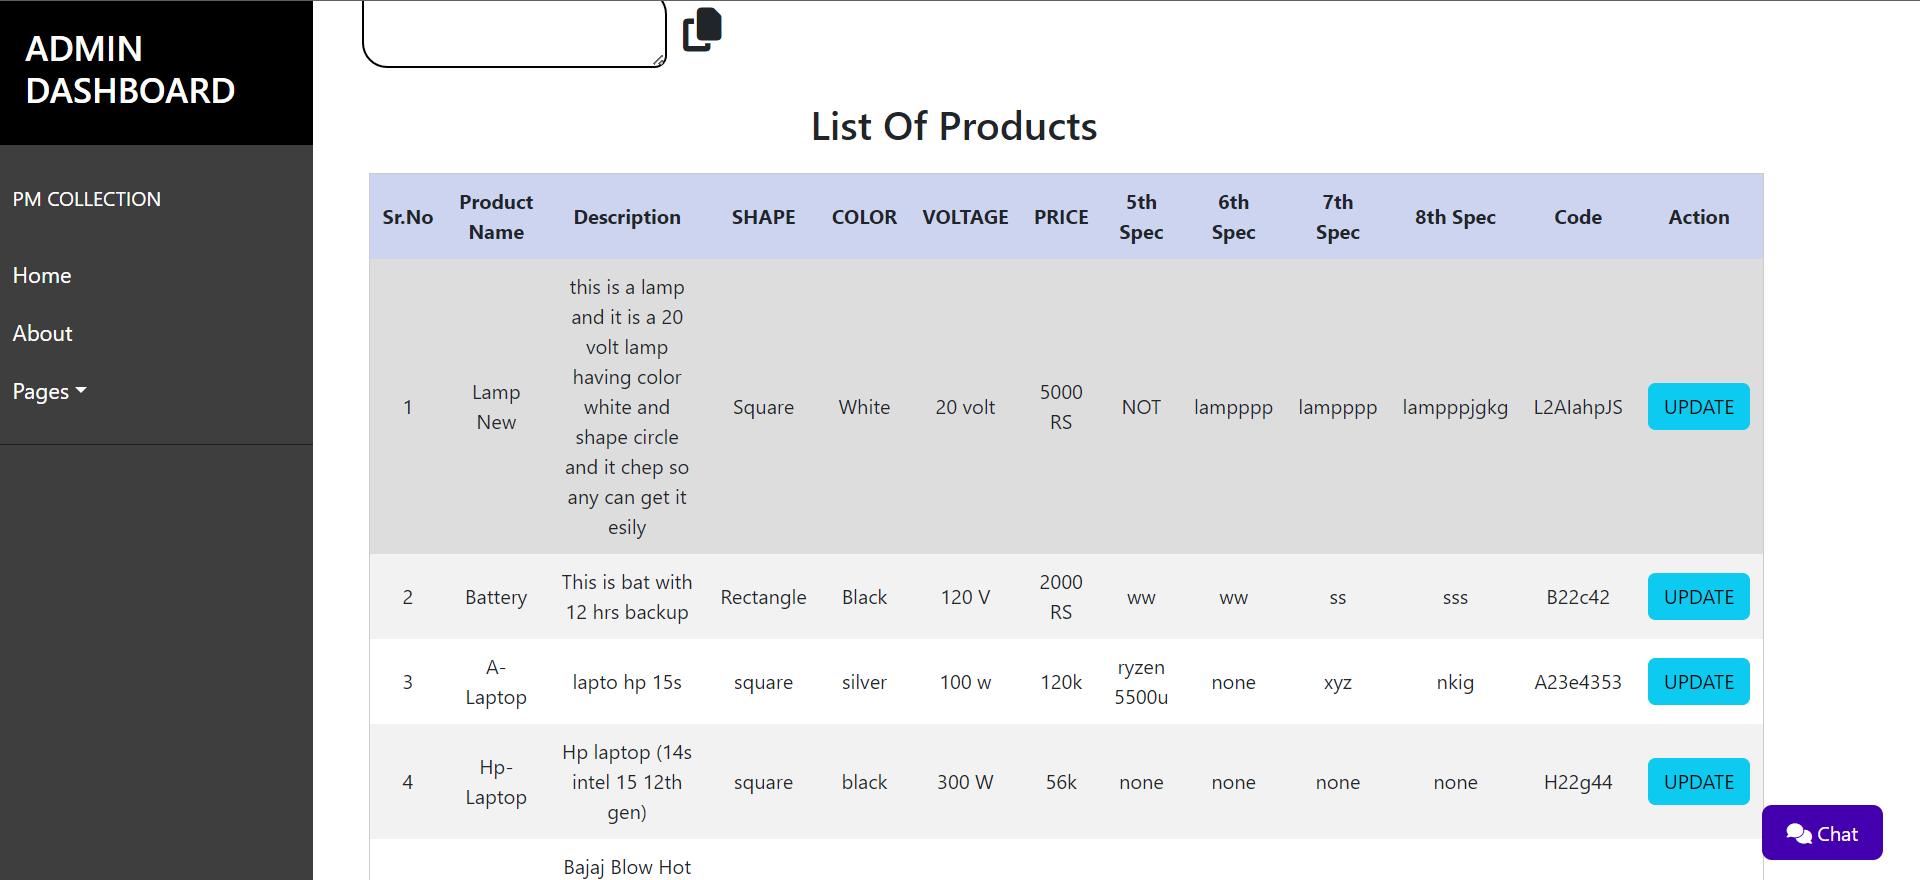 ADMIN
DASHBOARD
PM COLLECTION
Home
About
Pages
List Of Products
Sr.No Product Name Description SHAPE COLOR VOLTAGE PRICE 5th Spec 6th Spec 7th Spec 8th Spec Code Action
1 Lamp New this is a lamp and it is a 20 volt lamp having color white and shape circle and it chep so any can get it esily Square White 20 volt 5000 RS NOT lampppp lampppp lampppjgkg L2AIahpJS UPDATE
2 Battery This is bat with 12 hrs backup Rectangle Black 120 V 2000 RS ww ww ss sss B22c42 UPDATE
3 A-Laptop lapto hp 15s square silver 100 w 120k ryzen 5500u none xyz nkig A23e4353 UPDATE
4 Hp-Laptop Hp laptop (14s intel 15 12th gen) square black 300 W 56k none none none none H22g44 UPDATE
Bajaj Blow Hot
Chat